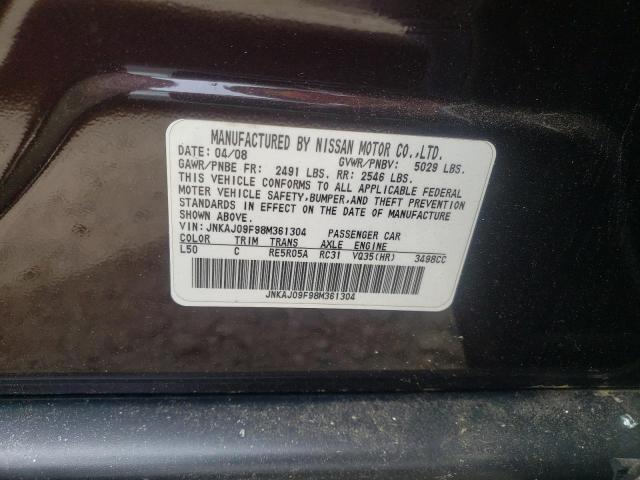 MANUFACTURED BY NISSAN MOTOR CO.,LTD.
DATE: 04/08 GVWR/PNBV: 5029 LBS.
GAWR/PNBE FR: 2491 LBS. RR: 2546 LBS.
THIS VEHICLE CONFORMS TO ALL APPLICABLE FEDERAL
MOTER VEHICLE SAFETY,BUMPER,AND THEFT PREVENTION
STANDARDS IN EFFECT ON THE DATE OF MANUFACTURE
SHOWN ABOVE.
VIN: JNKAJ09F98M361304 PASSENGER CAR
COLOR TRIM TRANS AXLE ENGINE
L50 C RE5R05A RC31 VQ35(HR) 3498CC
JNKAJ09F98M361304